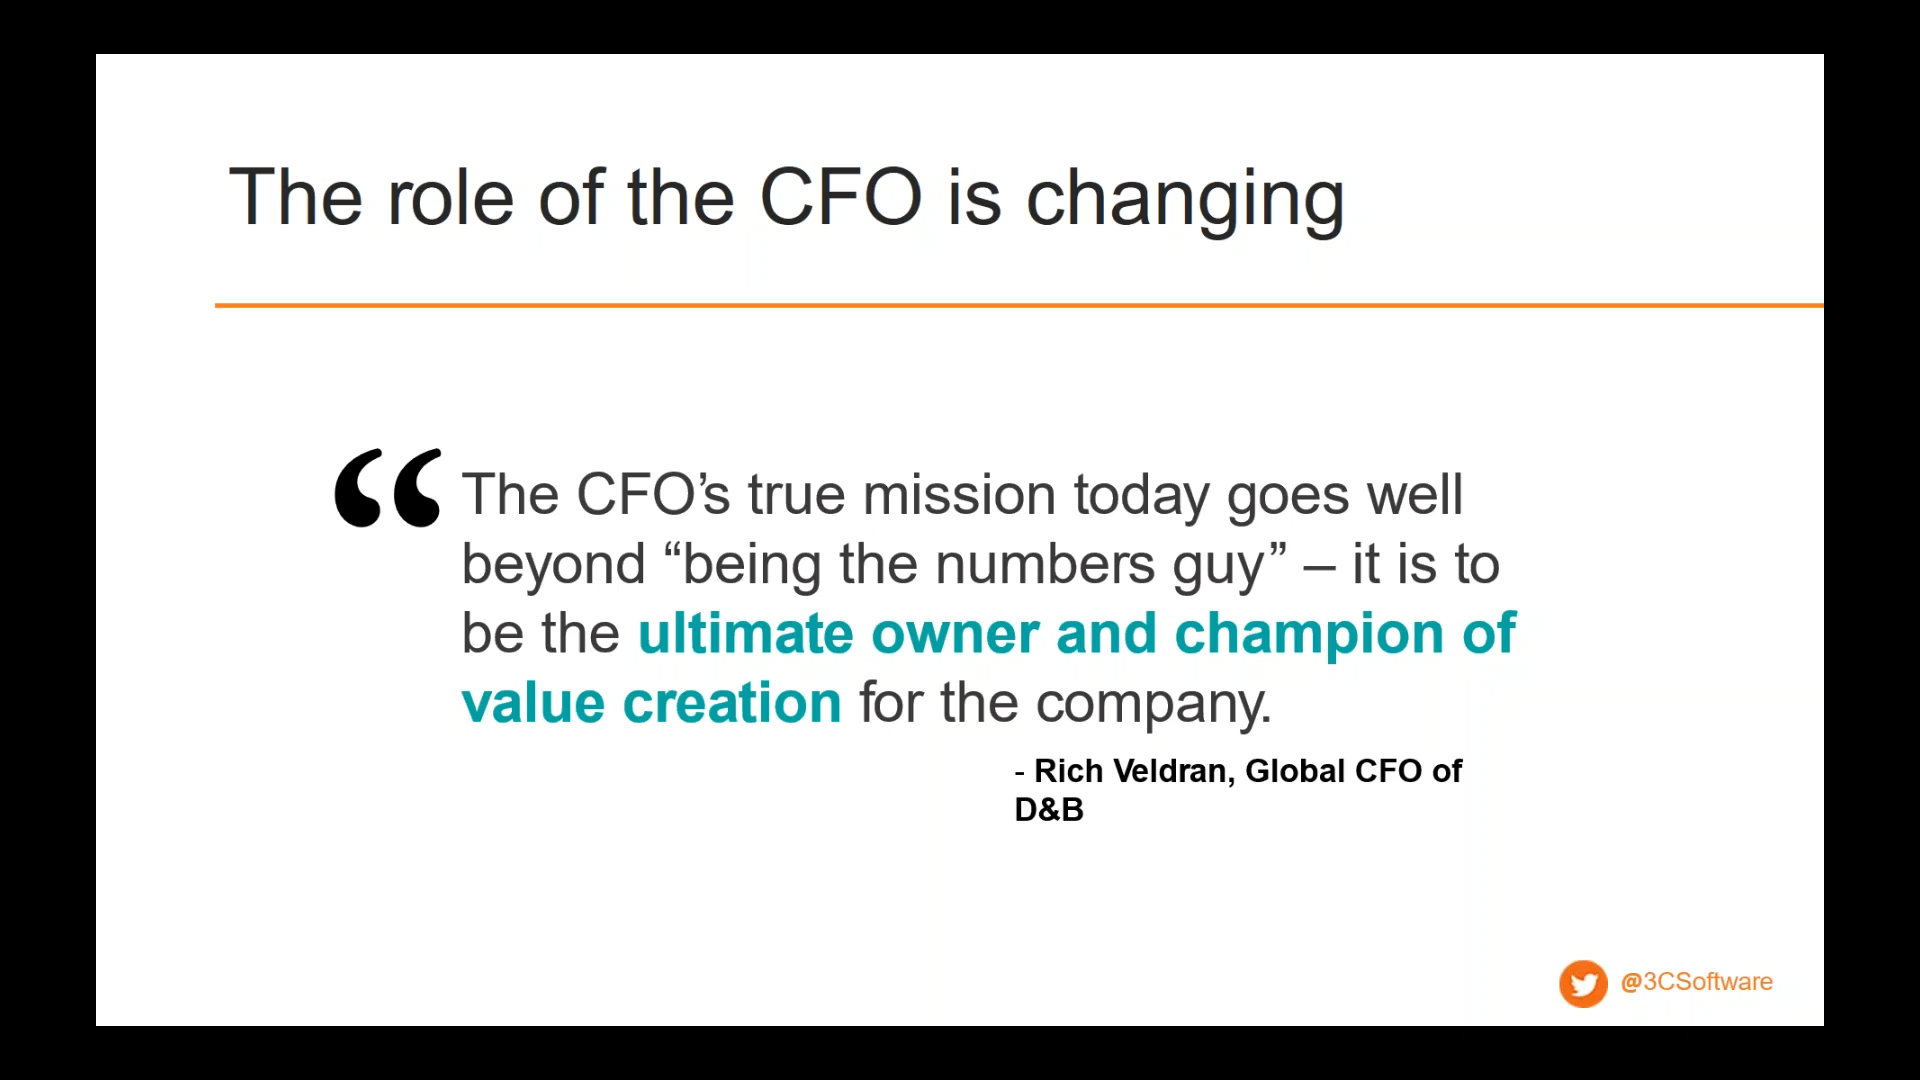 The role of the CFO is changing
“
The CFO’s true mission today goes well
beyond “being the numbers guy” – it is to
be the ultimate owner and champion of
value creation for the company.
- Rich Veldran, Global CFO of
D&B
@3CSoftware